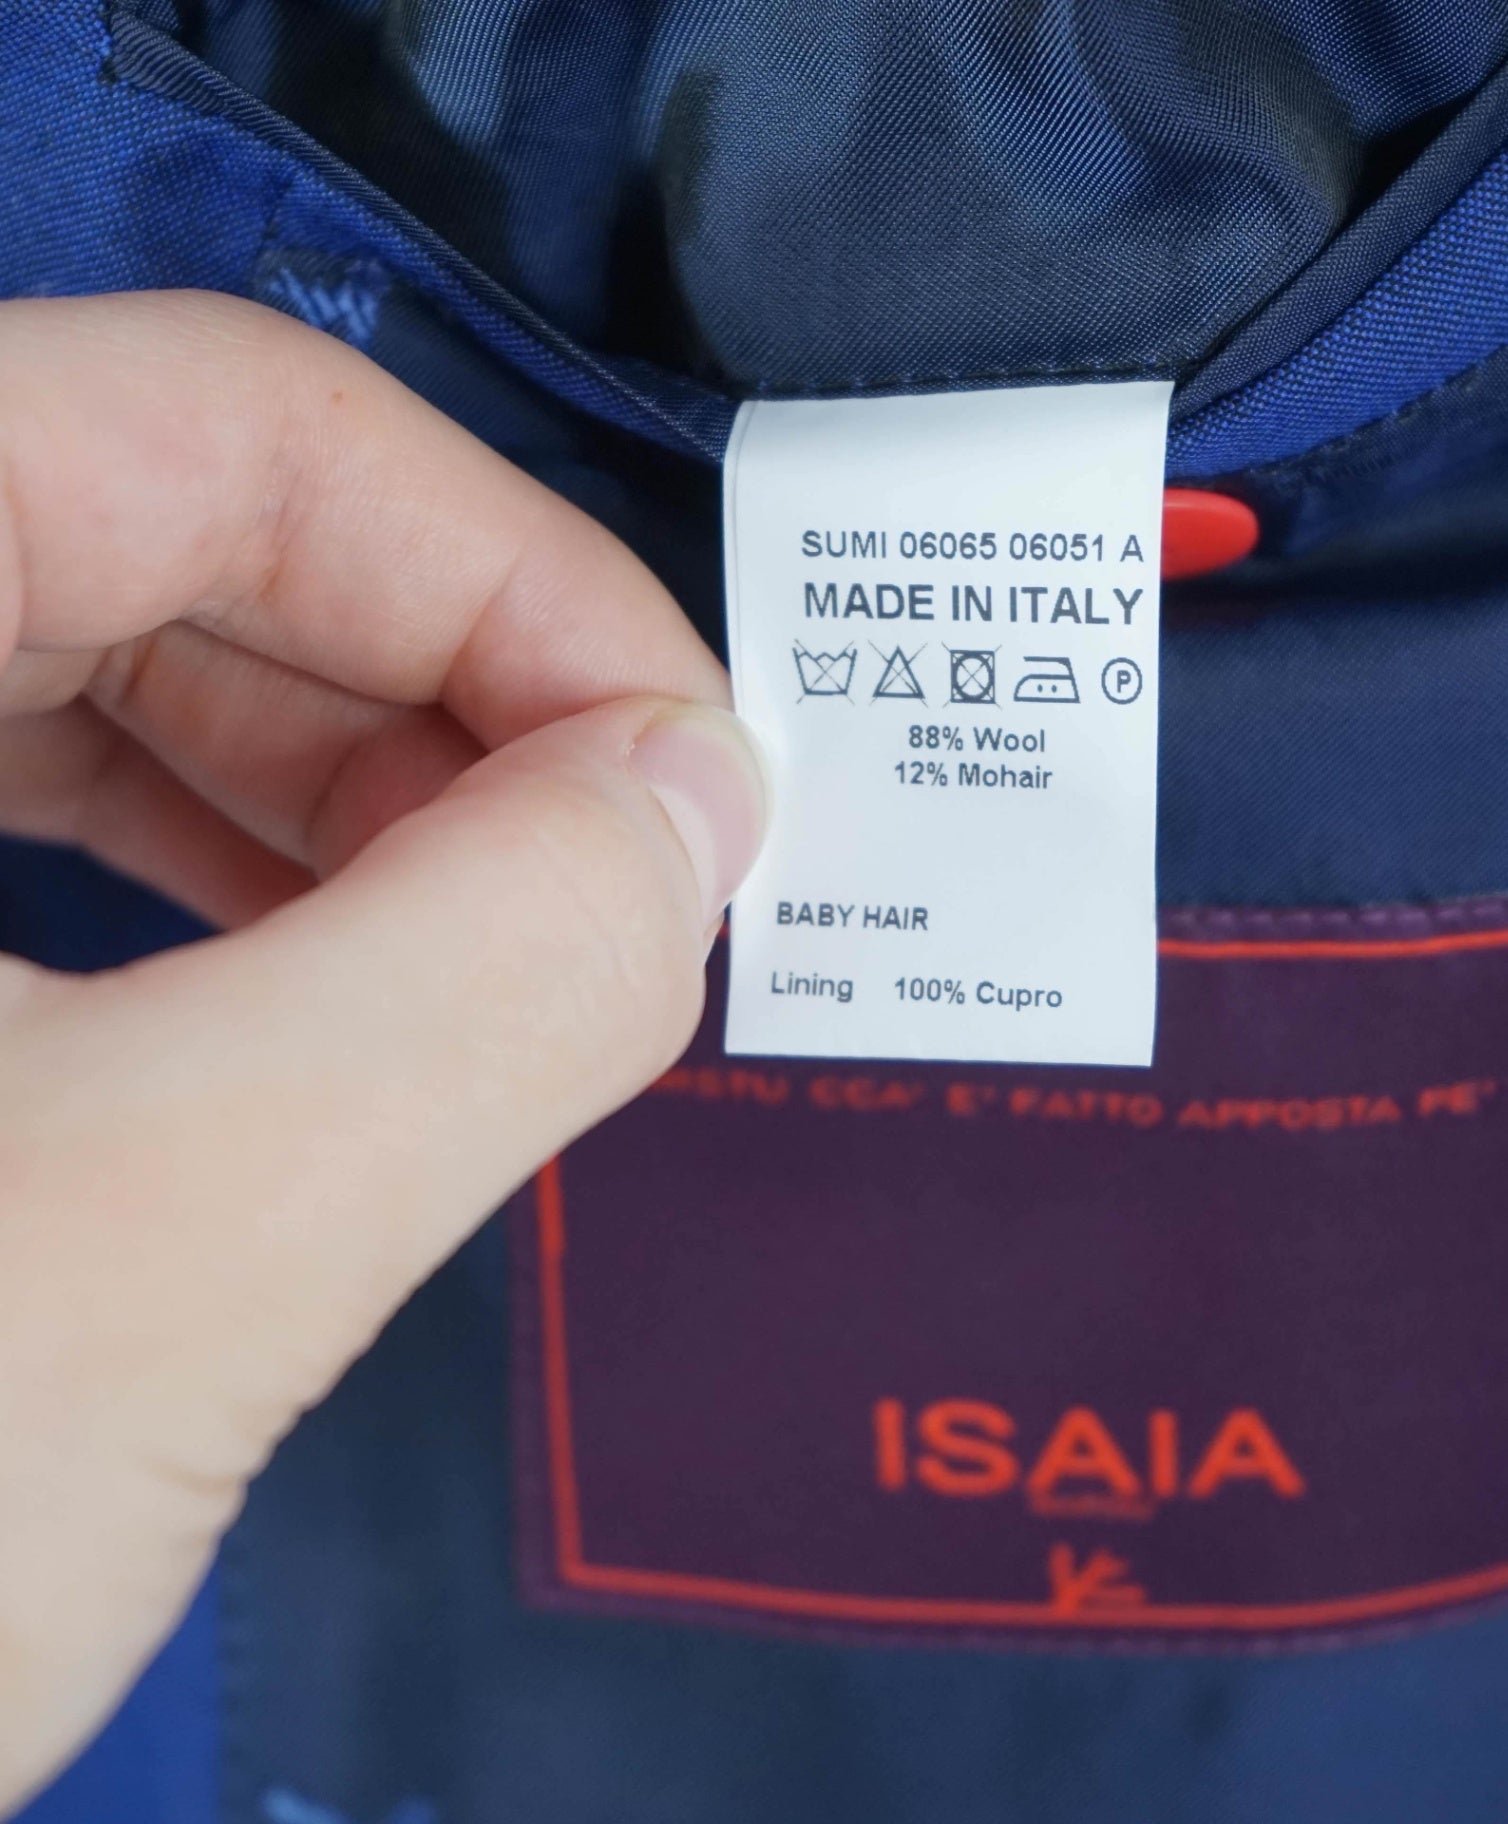 SUMI 06065 06051 A
MADE IN ITALY
P
88% Wool
12% Mohair
BABY HAIR
Lining 100% Cupro
CCA' E' FATTO APPOSTA PE'
ISAIA